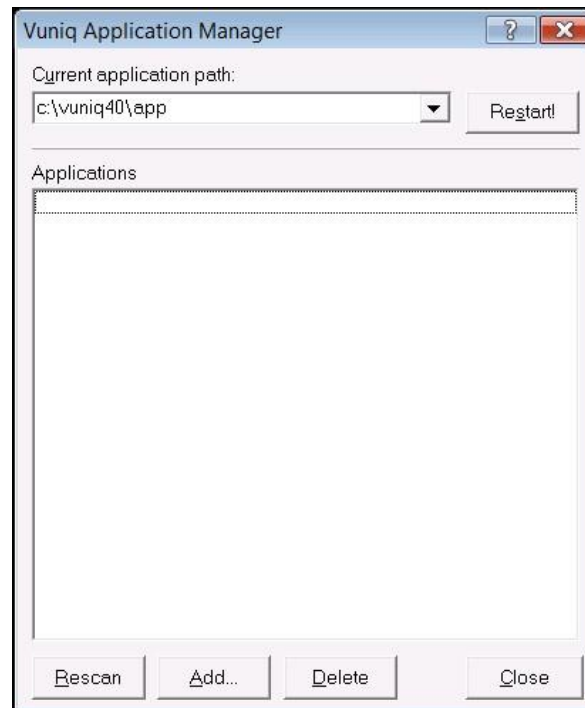 Vuniq Application Manager
?
Current application path:
c:\vuniq40\app
Restart!
Applications
Rescan
Add...
Delete
Close